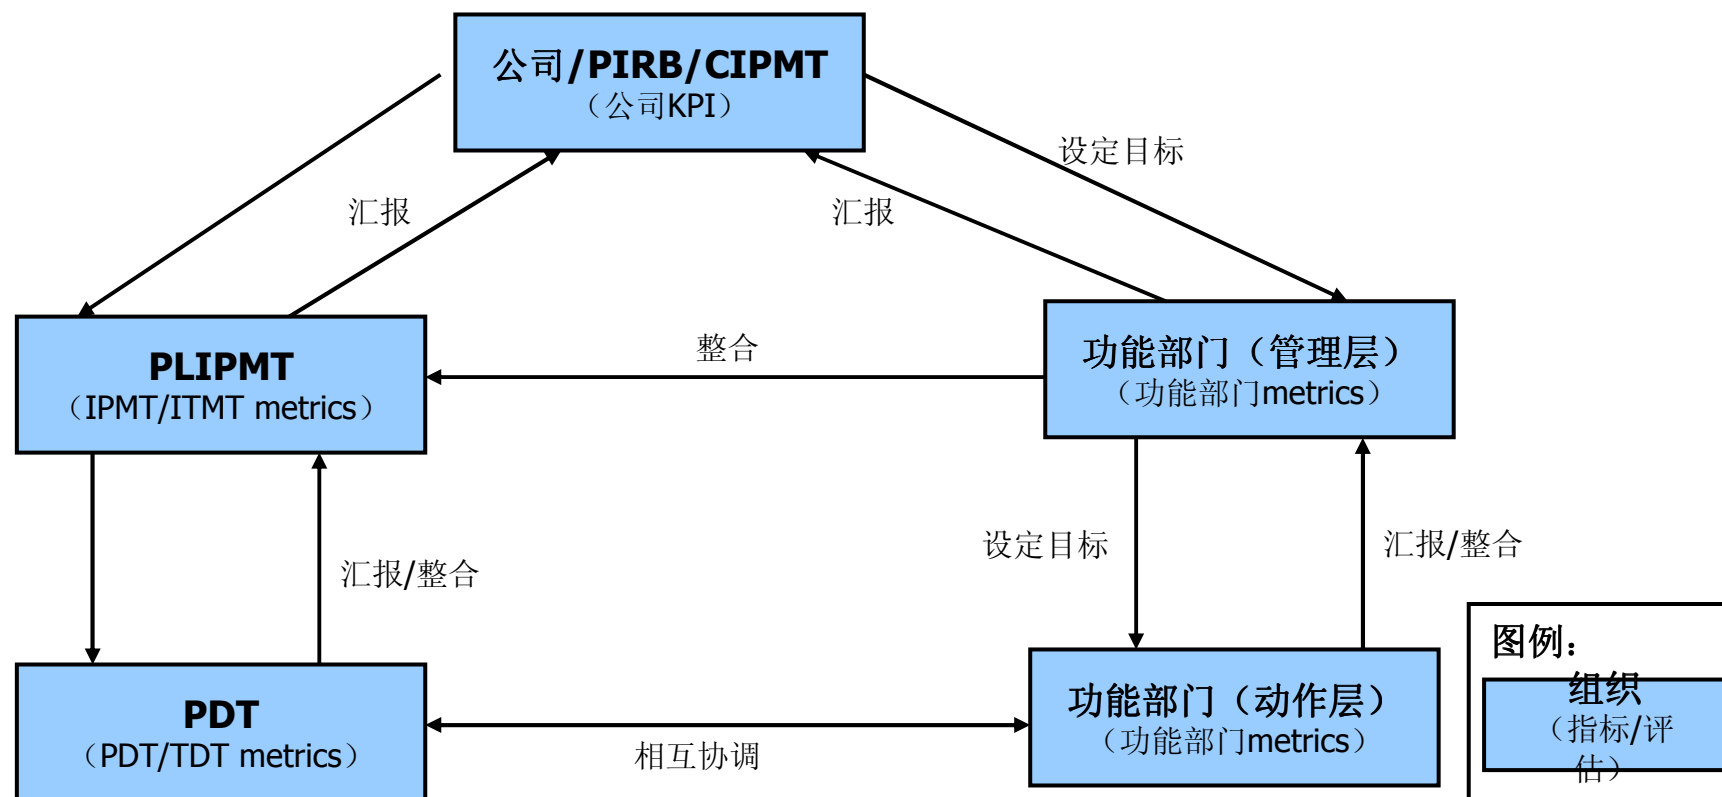 公司/PIRB/CIPMT
（公司KPI）
设定目标
汇报
汇报
PLIPMT
（IPMT/ITMT metrics）
整合
功能部门（管理层）
（功能部门metrics）
设定目标
汇报/整合
汇报/整合
PDT
（PDT/TDT metrics）
相互协调
功能部门（动作层）
（功能部门metrics）
图例：
组织
（指标/评
估）